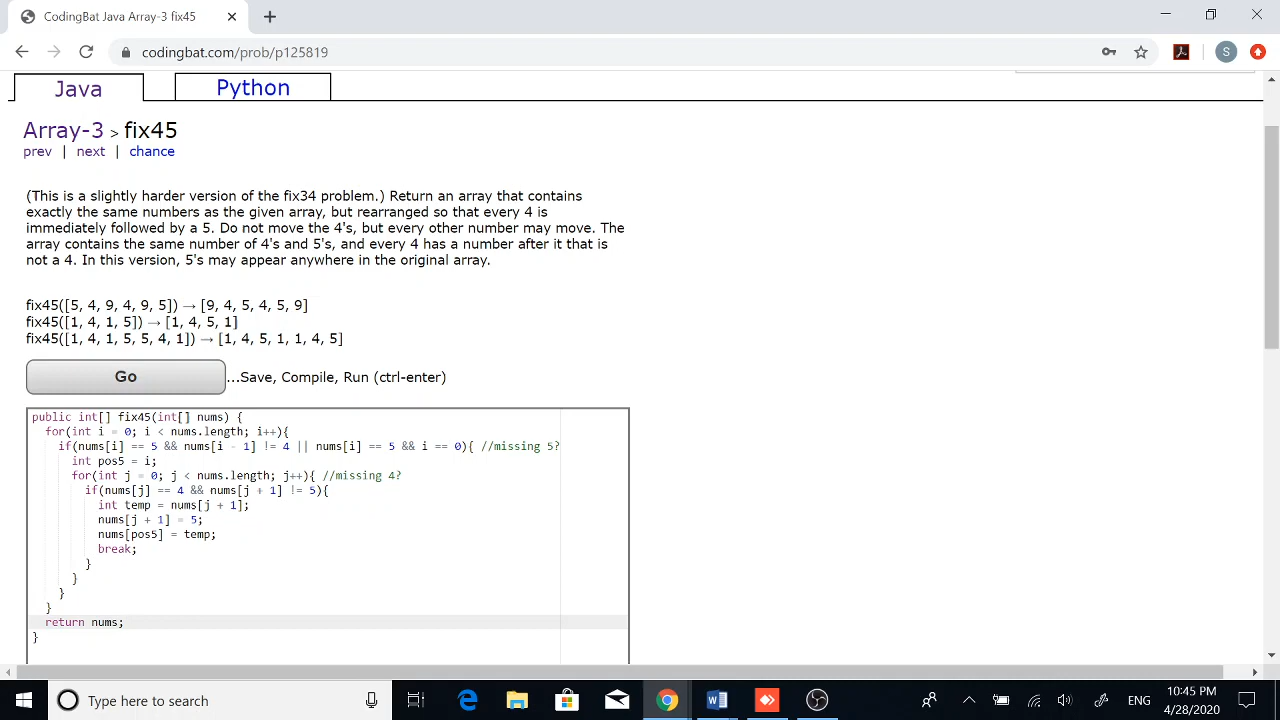 CodingBat Java Array-3 fix45
codingbat.com/prob/p125819
S
Java
Python
Array-3 > fix45
prev | next | chance
(This is a slightly harder version of the fix34 problem.) Return an array that contains
exactly the same numbers as the given array, but rearranged so that every 4 is
immediately followed by a 5. Do not move the 4's, but every other number may move. The
array contains the same number of 4's and 5's, and every 4 has a number after it that is
not a 4. In this version, 5's may appear anywhere in the original array.
fix45([5, 4, 9, 4, 9, 5]) → [9, 4, 5, 4, 5, 9]
fix45([1, 4, 1, 5]) → [1, 4, 5, 1]
fix45([1, 4, 1, 5, 5, 4, 1]) → [1, 4, 5, 1, 1, 4, 5]
Go ...Save, Compile, Run (ctrl-enter)
public int[] fix45(int[] nums) {
for(int i = 0; i < nums.length; i++){
if(nums[i] == 5 && nums[i - 1] != 4 || nums[i] == 5 && i == 0){ //missing 5?
int pos5 = i;
for(int j = 0; j < nums.length; j++){ //missing 4?
if(nums[j] == 4 && nums[j + 1] != 5){
int temp = nums[j + 1];
nums[j + 1] = 5;
nums[pos5] = temp;
break;
}
}
}
}
return nums;
}
Type here to search
ENG
10:45 PM
4/28/2020